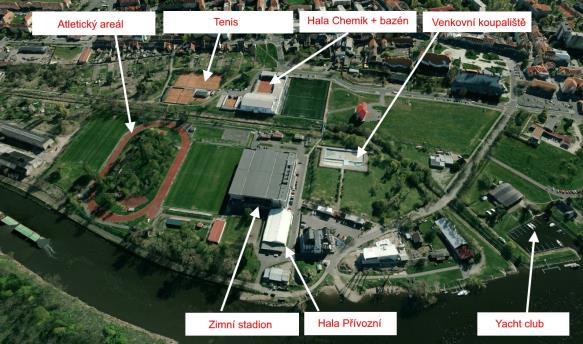 Atletický areál
Tenis
Hala Chemik + bazén
Venkovní koupaliště
Zimní stadion
Hala Přívozní
Yacht club